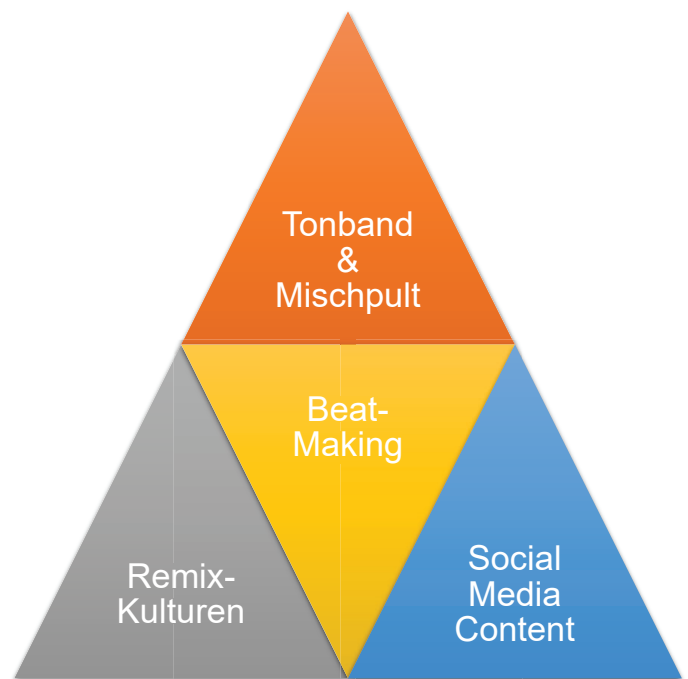 Tonband
&
Mischpult
Beat-
Making
Remix-
Kulturen
Social
Media
Content